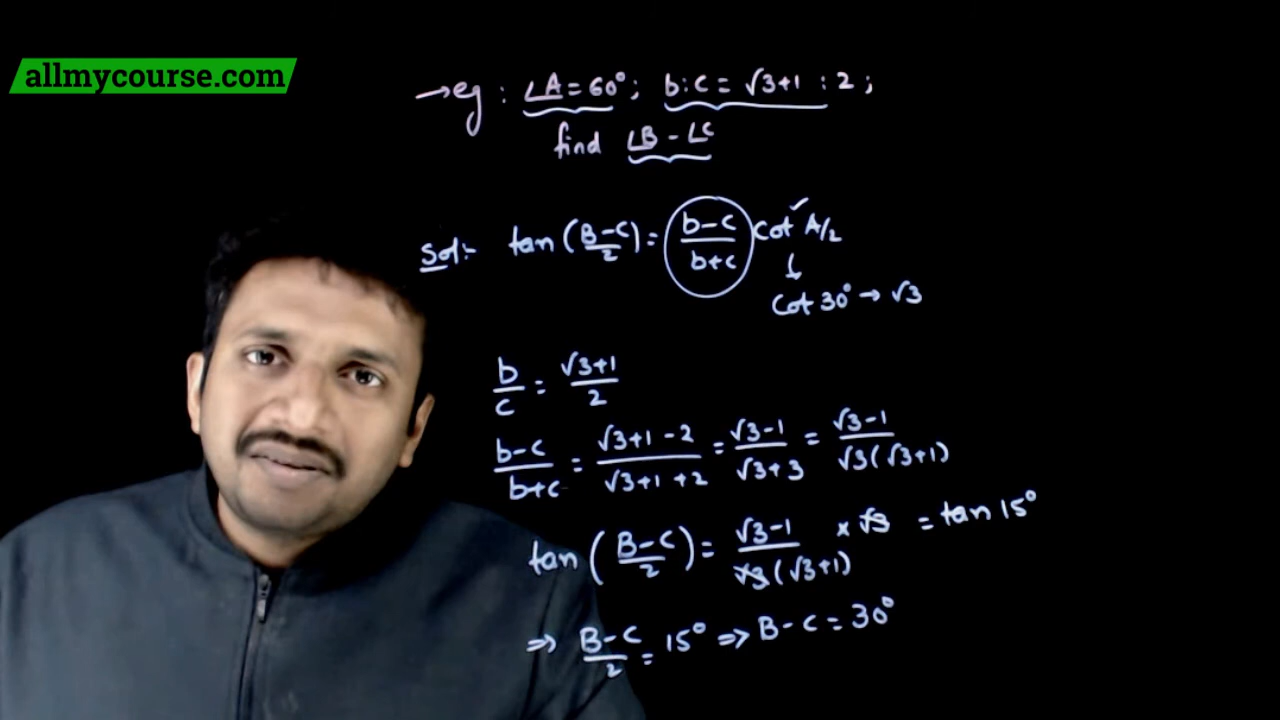 allmycourse.com
→ eg : ∠A = 60° ; b : c = √3+1 : 2 ;
find ∠B - ∠C
Sol:- tan (B-C/2) = b-c/b+c cot A/2
↓
cot 30° → √3
b/c = √3+1/2
b-c/b+c = √3+1-2/√3+1+2 = √3-1/√3+3 = √3-1/√3(√3+1)
tan (B-C/2) = √3-1/√3(√3+1) × √3 = tan 15°
⇒ B-C/2 = 15° ⇒ B-C = 30°